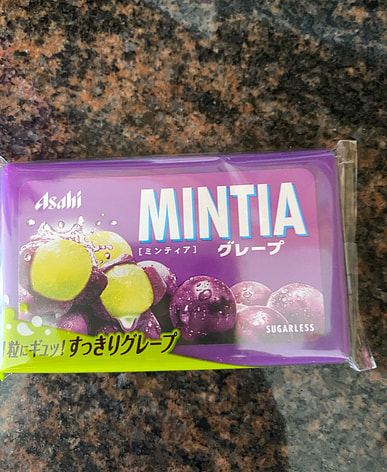 Asahi
MINTIA
[ミンティア]
グレープ
SUGARLESS
1粒にギュッ!すっきりグレープ